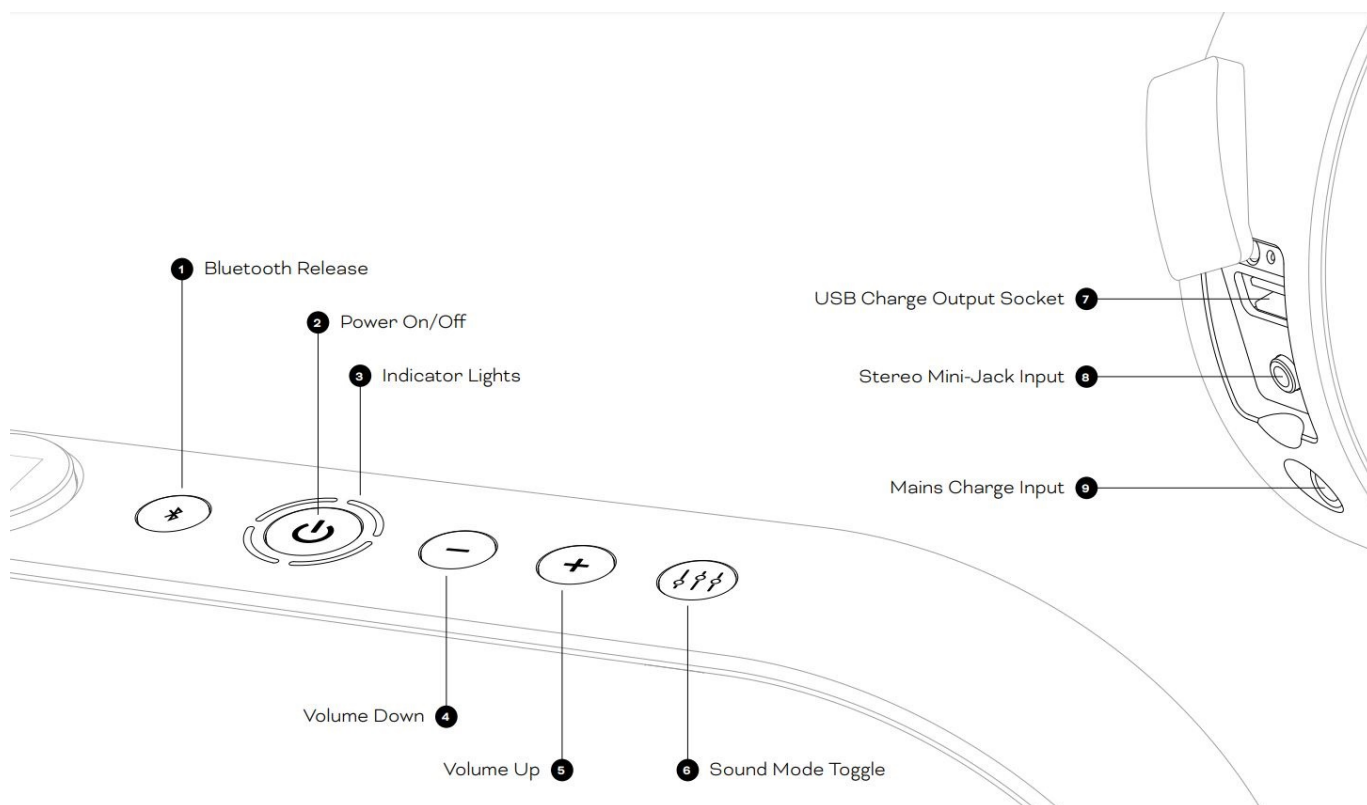 1 Bluetooth Release
2 Power On/Off
3 Indicator Lights
Volume Down 4
Volume Up 5
6 Sound Mode Toggle
USB Charge Output Socket 7
Stereo Mini-Jack Input 8
Mains Charge Input 9